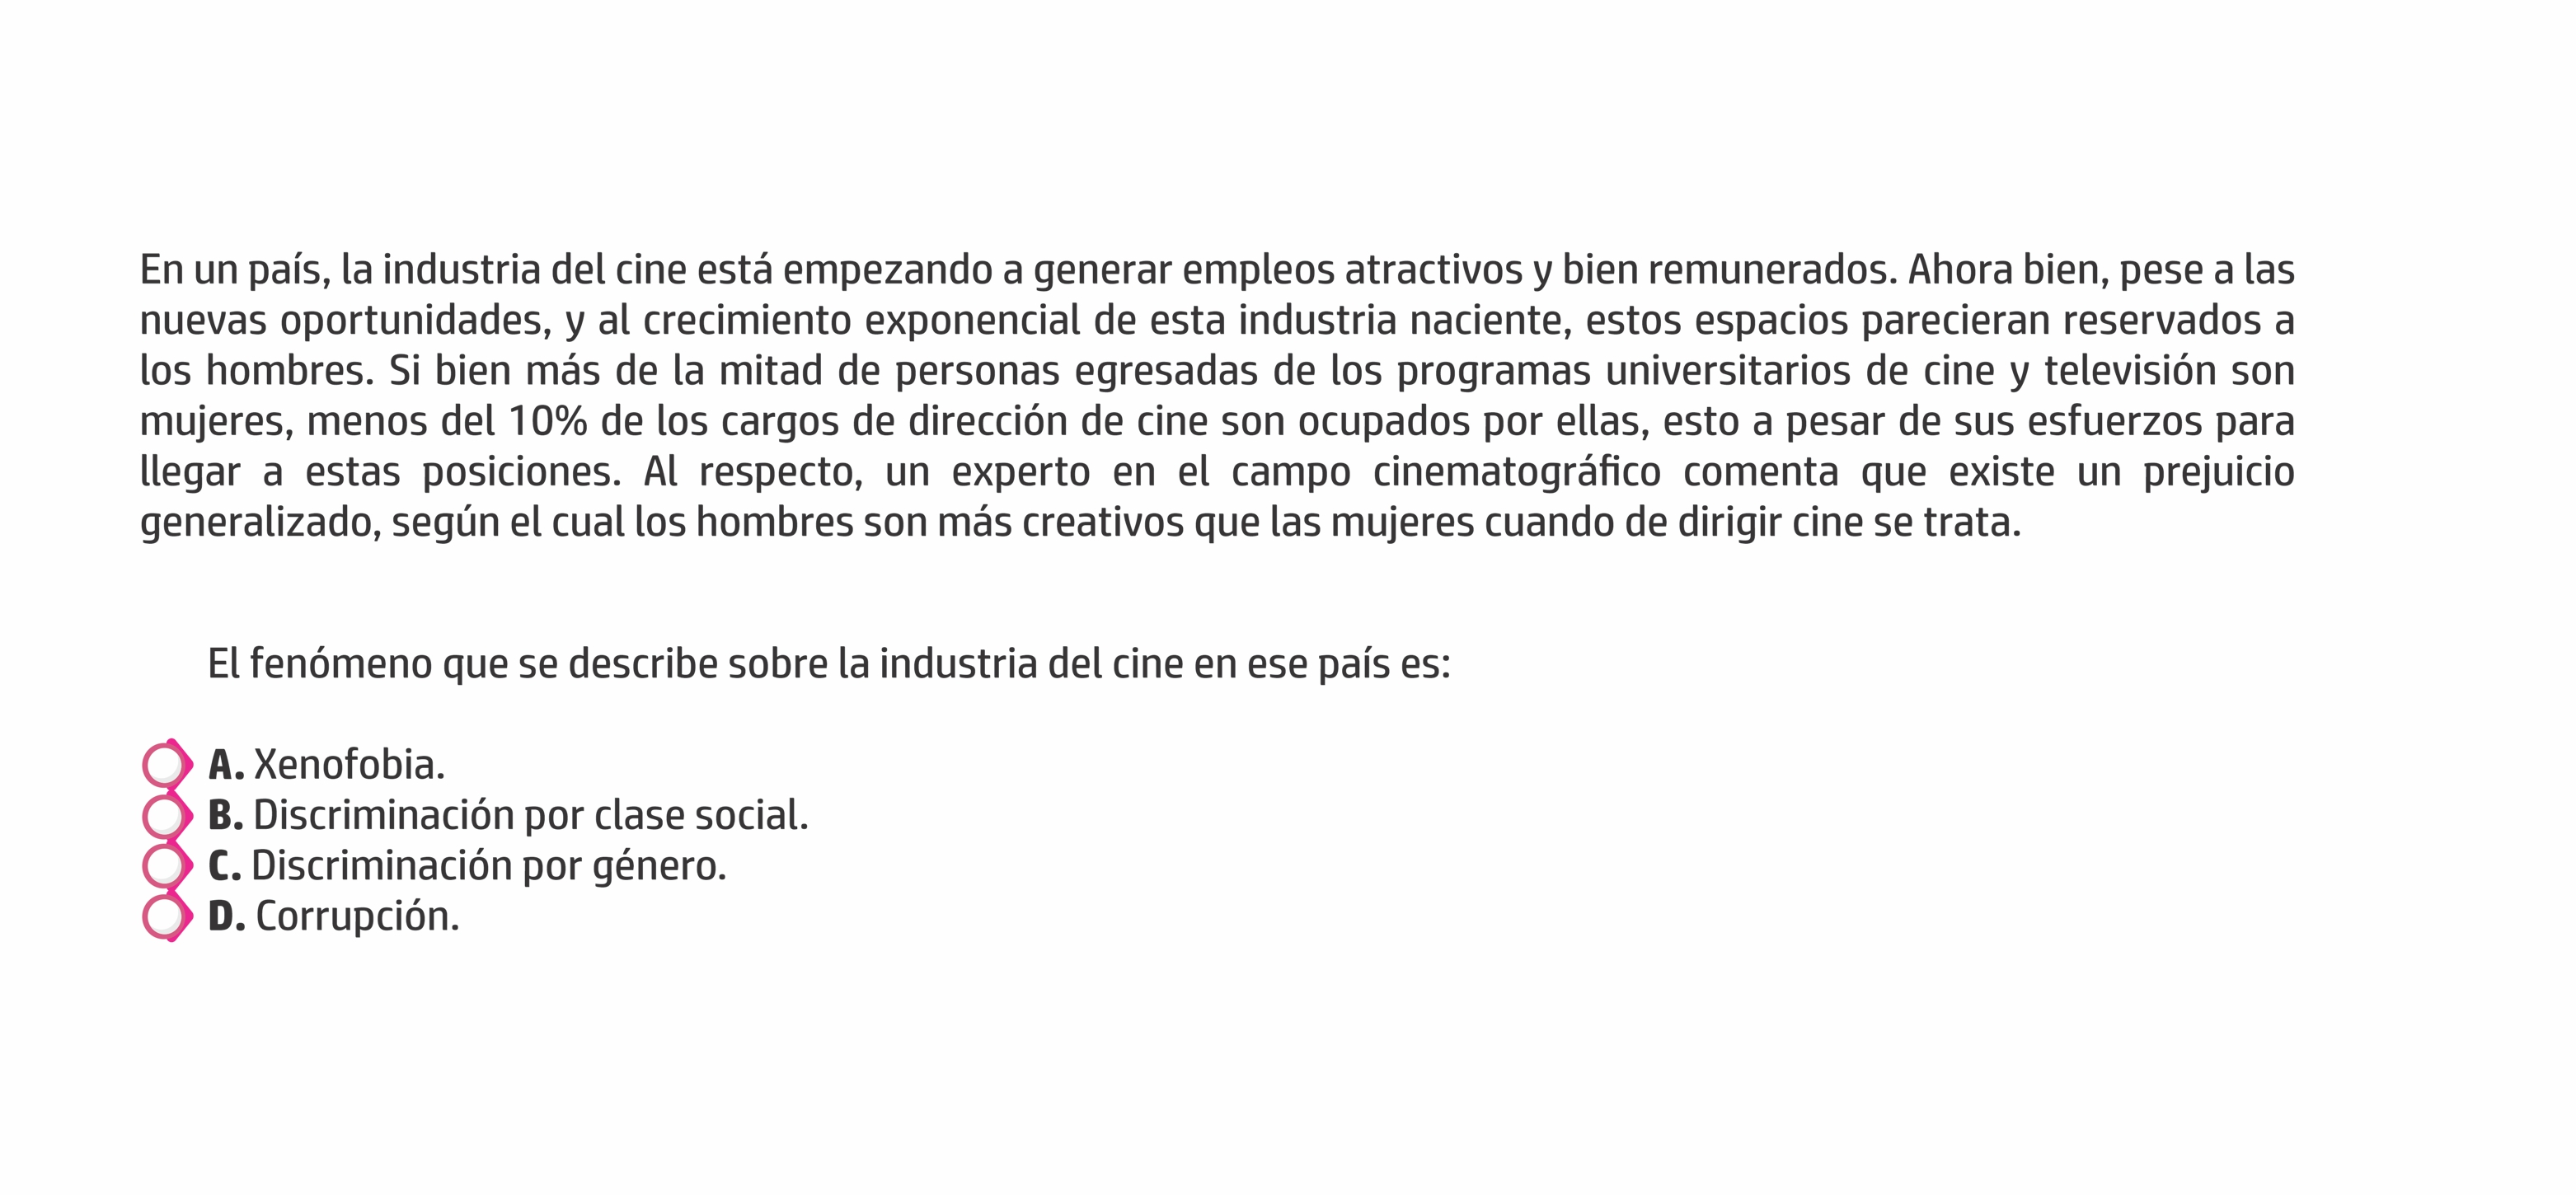 En un país, la industria del cine está empezando a generar empleos atractivos y bien remunerados. Ahora bien, pese a las
nuevas oportunidades, y al crecimiento exponencial de esta industria naciente, estos espacios parecieran reservados a
los hombres. Si bien más de la mitad de personas egresadas de los programas universitarios de cine y televisión son
mujeres, menos del 10% de los cargos de dirección de cine son ocupados por ellas, esto a pesar de sus esfuerzos para
llegar a estas posiciones. Al respecto, un experto en el campo cinematográfico comenta que existe un prejuicio
generalizado, según el cual los hombres son más creativos que las mujeres cuando de dirigir cine se trata.
El fenómeno que se describe sobre la industria del cine en ese país es:
A. Xenofobia.
B. Discriminación por clase social.
C. Discriminación por género.
D. Corrupción.